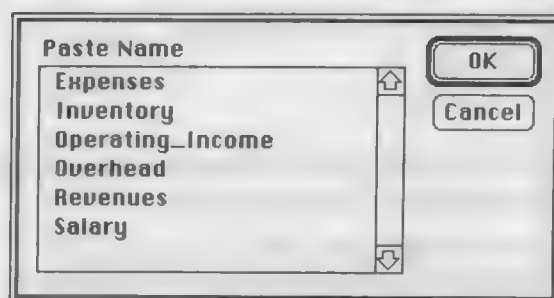 Paste Name
Expenses
Inventory
Operating_Income
Overhead
Revenues
Salary
OK
Cancel